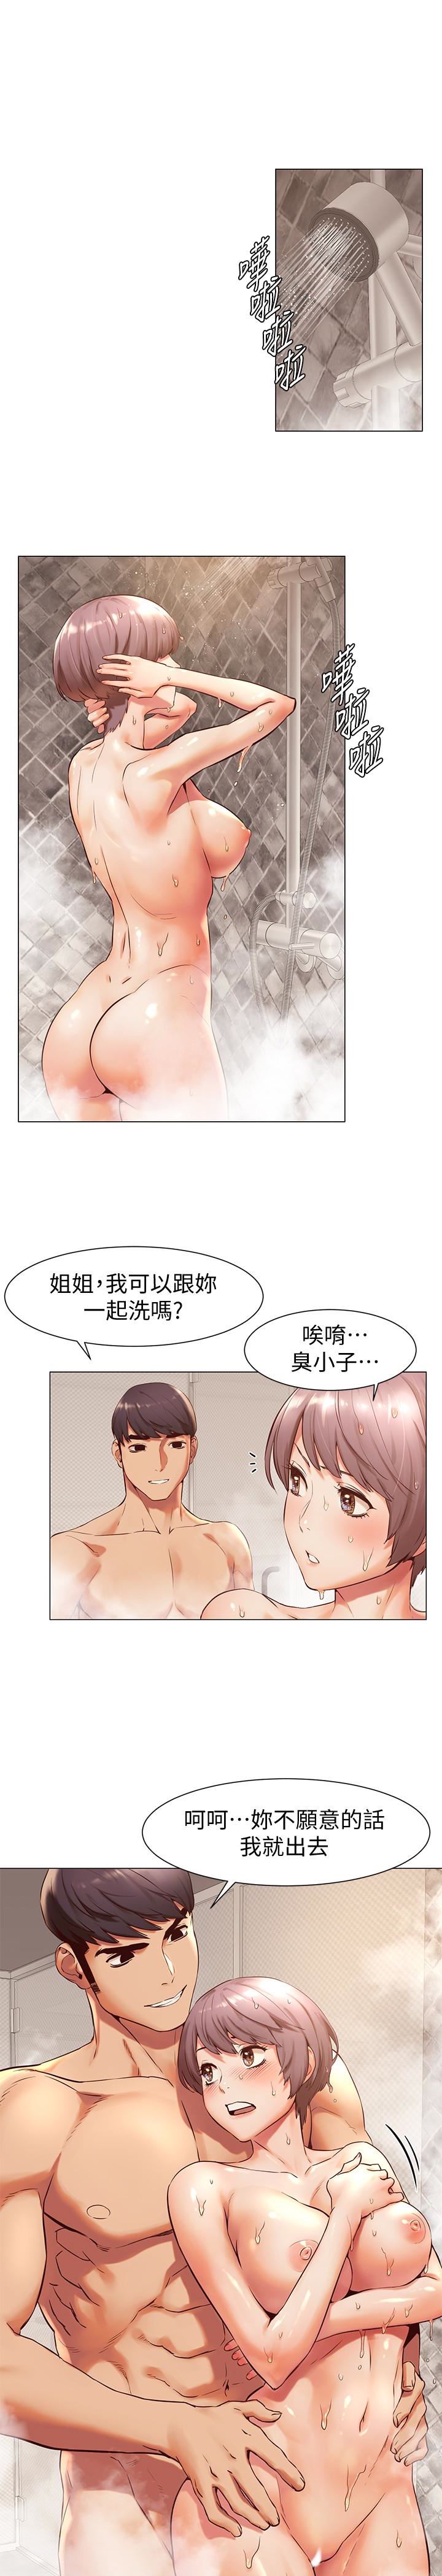 嘩啦啦啦
嘩啦啦
姐姐，我可以跟妳
一起洗嗎?
唉唷⋯
臭小子⋯
呵呵⋯妳不願意的話
我就出去